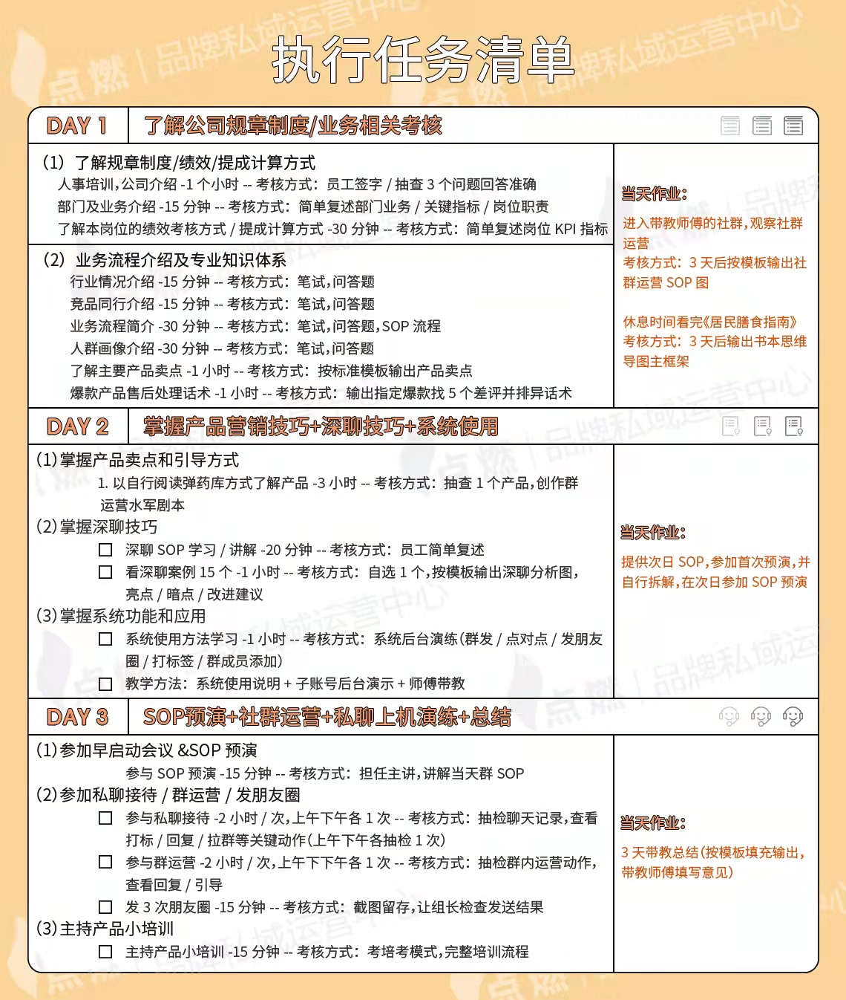 执行任务清单
DAY 1
了解公司规章制度/业务相关考核
（1）了解规章制度/绩效/提成计算方式
人事培训,公司介绍 -1 个小时 -- 考核方式：员工签字 / 抽查 3 个问题回答准确
部门及业务介绍 -15 分钟 -- 考核方式：简单复述部门业务 / 关键指标 / 岗位职责
了解本岗位的绩效考核方式 / 提成计算方式 -30 分钟 -- 考核方式：简单复述岗位 KPI 指标
（2）业务流程介绍及专业知识体系
行业情况介绍 -15 分钟 -- 考核方式：笔试,问答题
竞品同行介绍 -15 分钟 -- 考核方式：笔试,问答题
业务流程简介 -30 分钟 -- 考核方式：笔试,问答题,SOP 流程
人群画像介绍 -30 分钟 -- 考核方式：笔试,问答题
了解主要产品卖点 -1 小时 -- 考核方式：按标准模板输出产品卖点
爆款产品售后处理话术 -1 小时 -- 考核方式：输出指定爆款找 5 个差评并排异话术
当天作业：
进入带教师傅的社群,观察社群
运营
考核方式：3 天后按模板输出社
群运营 SOP 图
休息时间看完《居民膳食指南》
考核方式：3 天后输出书本思维
导图主框架
DAY 2
掌握产品营销技巧+深聊技巧+系统使用
（1）掌握产品卖点和引导方式
1. 以自行阅读弹药库方式了解产品 -3 小时 -- 考核方式：抽查 1 个产品,创作群
运营水军剧本
（2）掌握深聊技巧
深聊 SOP 学习 / 讲解 -20 分钟 -- 考核方式：员工简单复述
看深聊案例 15 个 -1 小时 -- 考核方式：自选 1 个,按模板输出深聊分析图,
亮点 / 暗点 / 改进建议
（3）掌握系统功能和应用
系统使用方法学习 -1 小时 -- 考核方式：系统后台演练（群发 / 点对点 / 发朋友
圈 / 打标签 / 群成员添加）
教学方法：系统使用说明 + 子账号后台演示 + 师傅带教
当天作业：
提供次日 SOP,参加首次预演,并
自行拆解,在次日参加 SOP 预演
DAY 3
SOP预演+社群运营+私聊上机演练+总结
（1）参加早启动会议 &SOP 预演
参与 SOP 预演 -15 分钟 -- 考核方式：担任主讲,讲解当天群 SOP
（2）参加私聊接待 / 群运营 / 发朋友圈
参与私聊接待 -2 小时 / 次,上午下午各 1 次 -- 考核方式：抽检聊天记录,查看
打标 / 回复 / 拉群等关键动作（上午下午各抽检 1 次）
参与群运营 -2 小时 / 次,上午下下午各 1 次 -- 考核方式：抽检群内运营动作,
查看回复 / 引导
发 3 次朋友圈 -15 分钟 -- 考核方式：截图留存,让组长检查发送结果
（3）主持产品小培训
主持产品小培训 -15 分钟 -- 考核方式：考培考模式,完整培训流程
当天作业：
3 天带教总结（按模板填充输出,
带教师傅填写意见）
点燃｜品牌私域运营中心